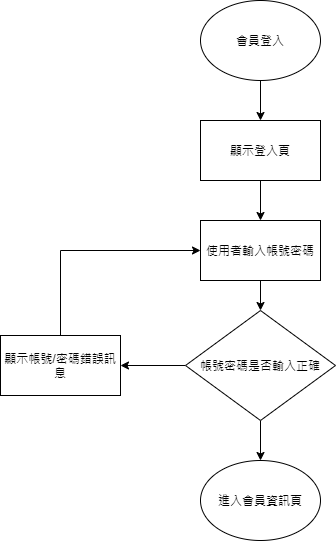 會員登入
顯示登入頁
使用者輸入帳號密碼
帳號密碼是否輸入正確
顯示帳號/密碼錯誤訊
息
進入會員資訊頁